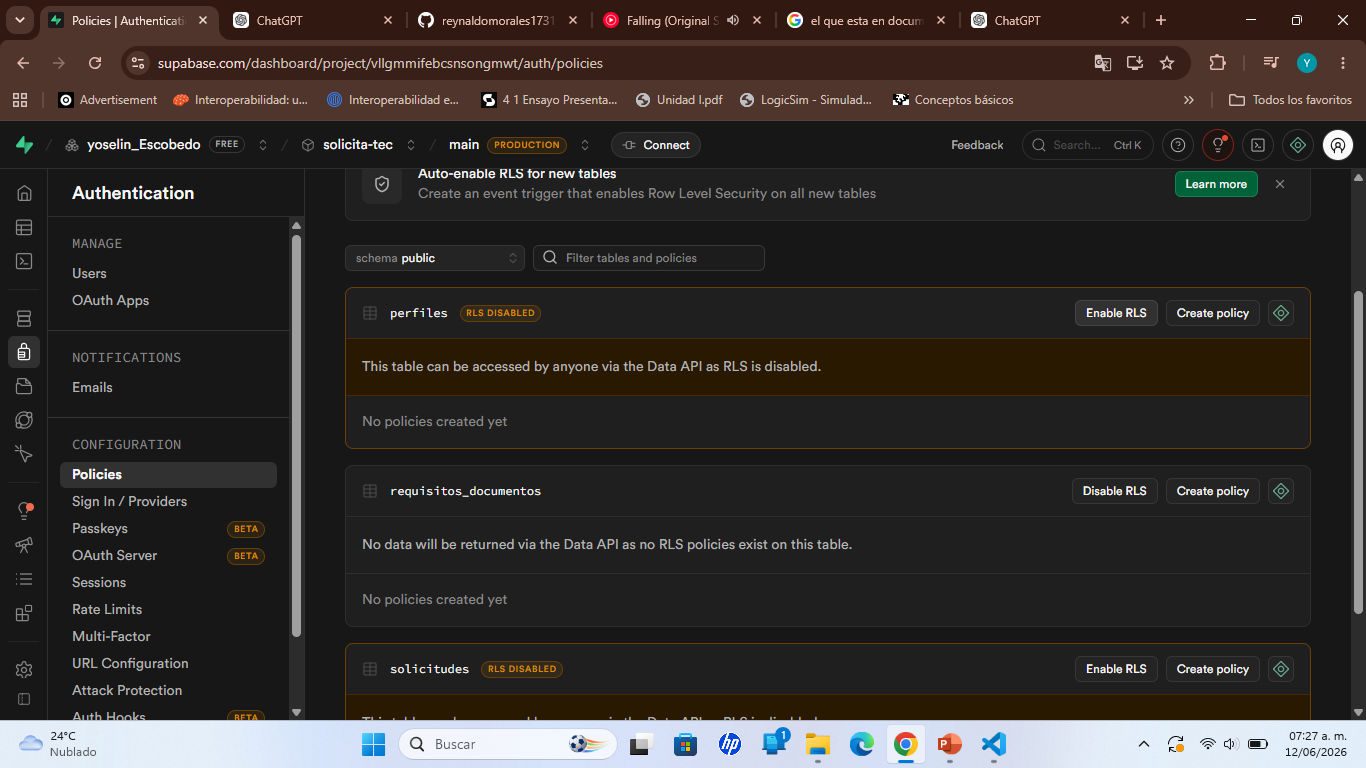 Policies | Authenticati
ChatGPT
reynaldomorales1731
Falling (Original S
el que esta en docum
ChatGPT
supabase.com/dashboard/project/vllgmmifebcsnsongmwt/auth/policies
Y
Advertisement
Interoperabilidad: u...
Interoperabilidad e...
4 1 Ensayo Presenta...
Unidad I.pdf
LogicSim - Simulad...
Conceptos básicos
Todos los favoritos
yoselin_Escobedo FREE
solicita-tec
main PRODUCTION
Connect
Feedback
Search... Ctrl K
Authentication
MANAGE
Users
OAuth Apps
NOTIFICATIONS
Emails
CONFIGURATION
Policies
Sign In / Providers
Passkeys BETA
OAuth Server BETA
Sessions
Rate Limits
Multi-Factor
URL Configuration
Attack Protection
Auth Hooks BETA
Auto-enable RLS for new tables
Create an event trigger that enables Row Level Security on all new tables
Learn more
schema public
Filter tables and policies
perfiles RLS DISABLED
Enable RLS
Create policy
This table can be accessed by anyone via the Data API as RLS is disabled.
No policies created yet
requisitos_documentos
Disable RLS
Create policy
No data will be returned via the Data API as no RLS policies exist on this table.
No policies created yet
solicitudes RLS DISABLED
Enable RLS
Create policy
24°C
Nublado
Buscar
hp
1
07:27 a. m.
12/06/2026